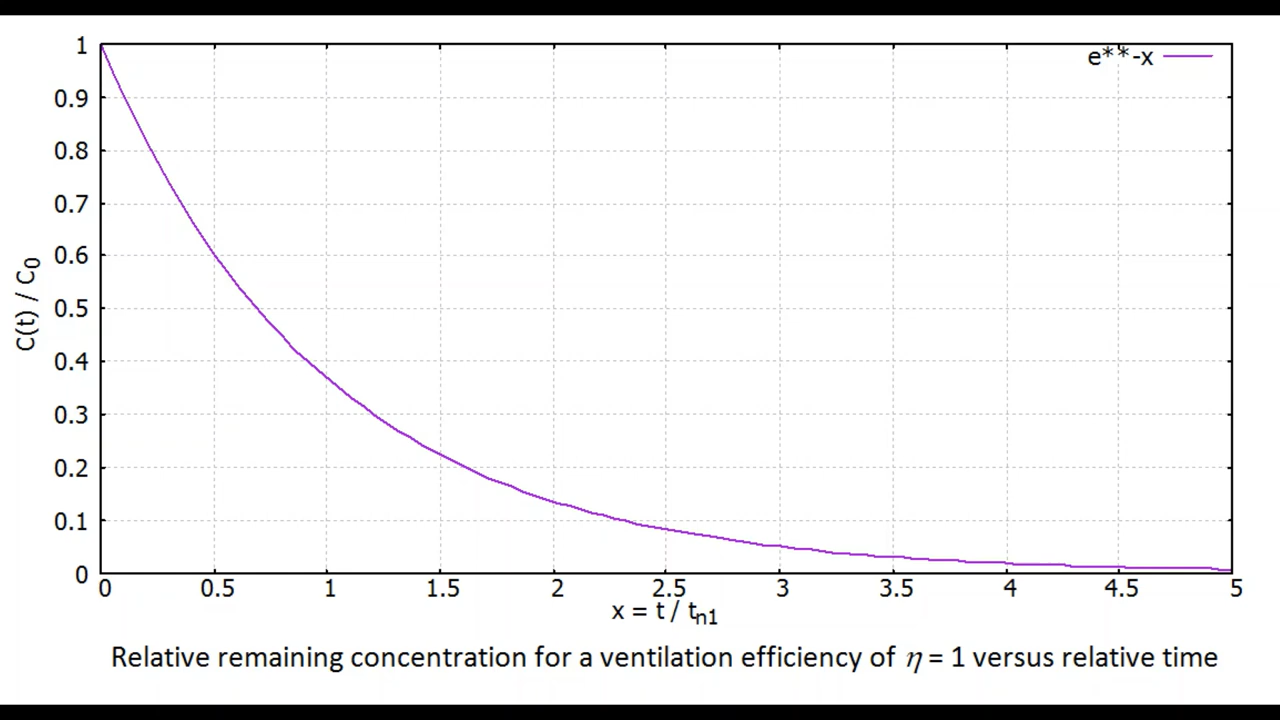 e**-x
1
0.9
0.8
0.7
0.6
0.5
0.4
0.3
0.2
0.1
0
C(t) / C₀
0 0.5 1 1.5 2 2.5 3 3.5 4 4.5 5
x = t / tₙ₁
Relative remaining concentration for a ventilation efficiency of η = 1 versus relative time